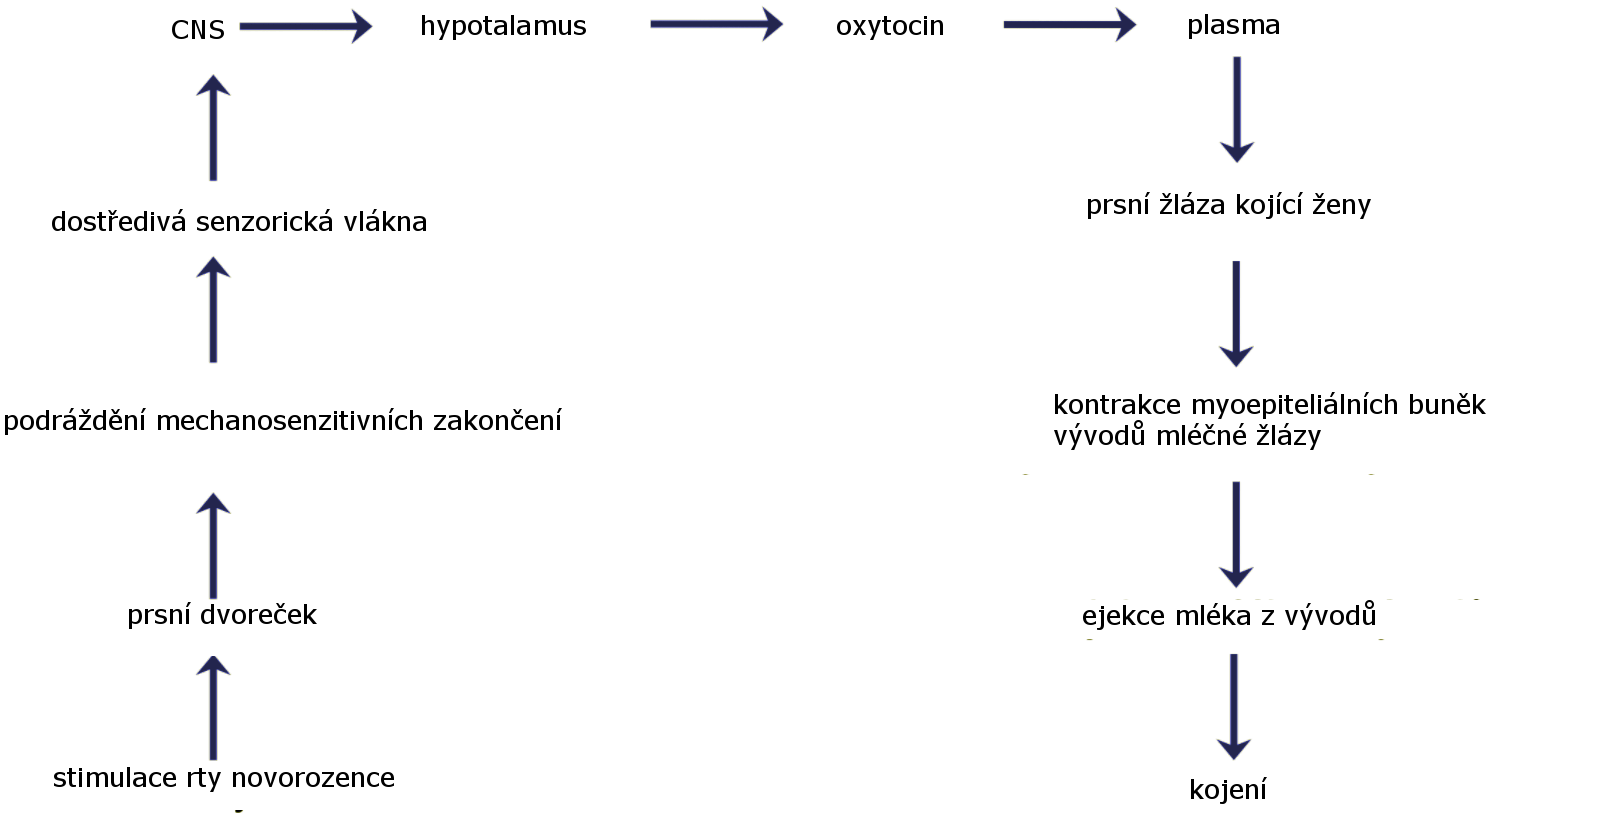 CNS
hypotalamus
oxytocin
plasma
dostředivá senzorická vlákna
prsní žláza kojící ženy
podráždění mechanosenzitivních zakončení
kontrakce myoepiteliálních buněk
vývodů mléčné žlázy
prsní dvoreček
ejekce mléka z vývodů
stimulace rty novorozence
kojení